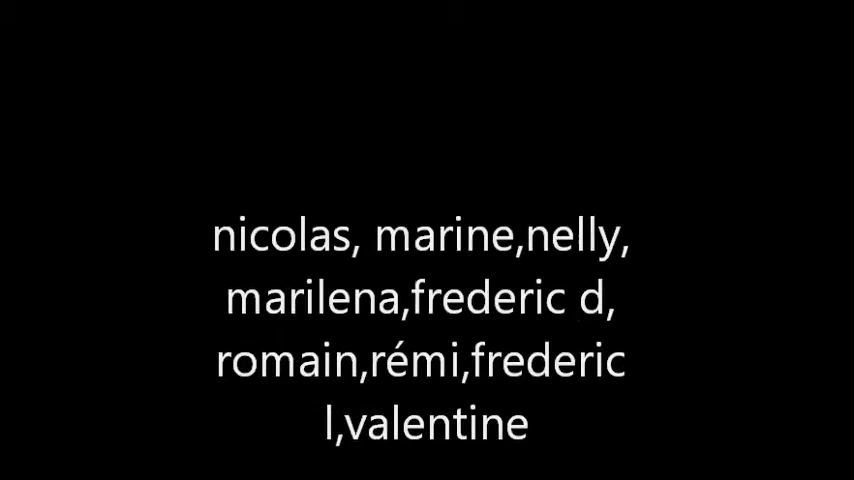 nicolas, marine,nelly,
marilena,frederic d,
romain,rémi,frederic
l,valentine